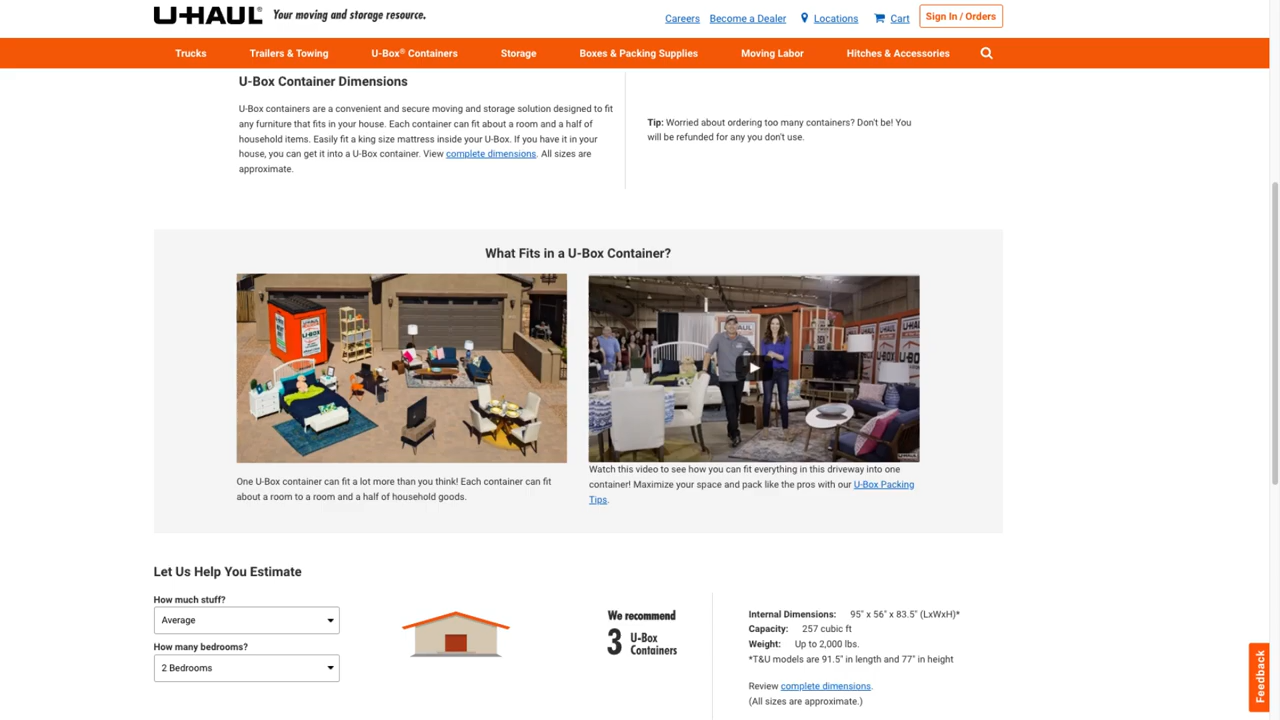 U-HAUL® Your moving and storage resource.
Careers Become a Dealer Locations Cart Sign In / Orders
Trucks Trailers & Towing U-Box® Containers Storage Boxes & Packing Supplies Moving Labor Hitches & Accessories
U-Box Container Dimensions
U-Box containers are a convenient and secure moving and storage solution designed to fit
any furniture that fits in your house. Each container can fit about a room and a half of
household items. Easily fit a king size mattress inside your U-Box. If you have it in your
house, you can get it into a U-Box container. View complete dimensions. All sizes are
approximate.
Tip: Worried about ordering too many containers? Don't be! You
will be refunded for any you don't use.
What Fits in a U-Box Container?
One U-Box container can fit a lot more than you think! Each container can fit
about a room to a room and a half of household goods.
Watch this video to see how you can fit everything in this driveway into one
container! Maximize your space and pack like the pros with our U-Box Packing
Tips.
Let Us Help You Estimate
How much stuff?
Average
How many bedrooms?
2 Bedrooms
We recommend
3 U-Box
Containers
Internal Dimensions: 95" x 56" x 83.5" (LxWxH)*
Capacity: 257 cubic ft
Weight: Up to 2,000 lbs.
*T&U models are 91.5" in length and 77" in height
Review complete dimensions.
(All sizes are approximate.)
Feedback